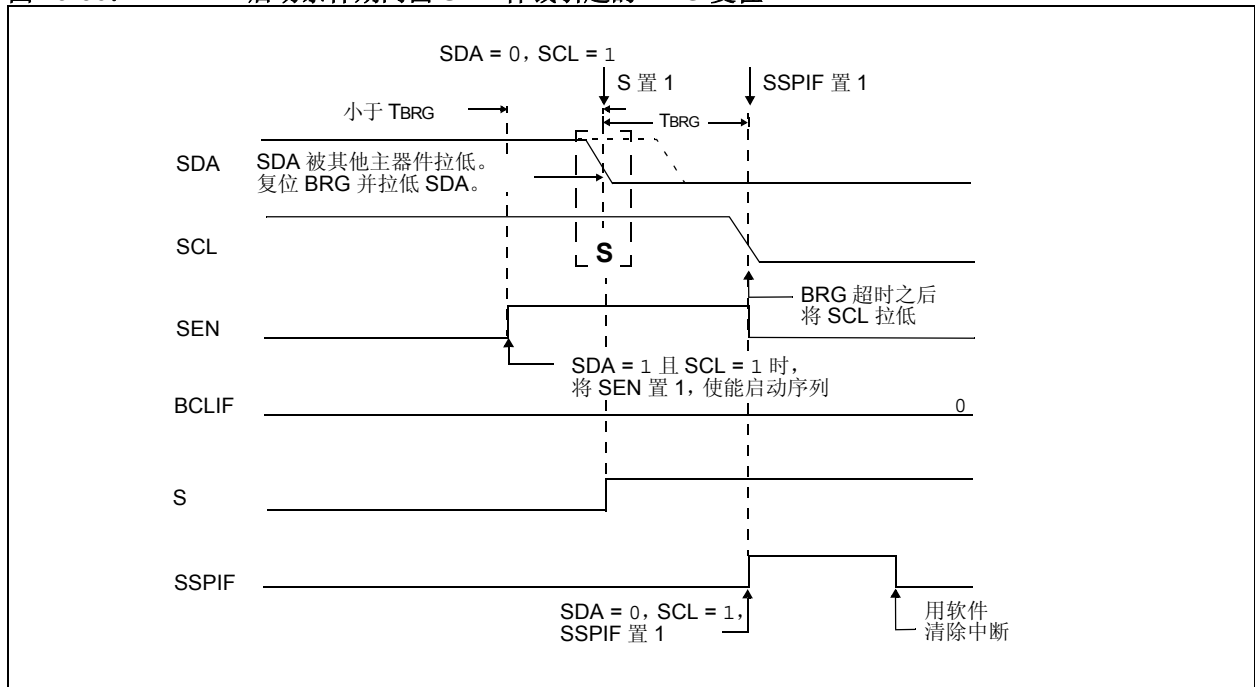 SDA = 0，SCL = 1
S 置 1
SSPIF 置 1
小于 TBRG
TBRG
SDA
SDA 被其他主器件拉低。
复位 BRG 并拉低 SDA。
SCL
S
BRG 超时之后
将 SCL 拉低
SEN
SDA = 1 且 SCL = 1 时，
将 SEN 置 1，使能启动序列
BCLIF
0
S
SSPIF
SDA = 0，SCL = 1，
SSPIF 置 1
用软件
清除中断